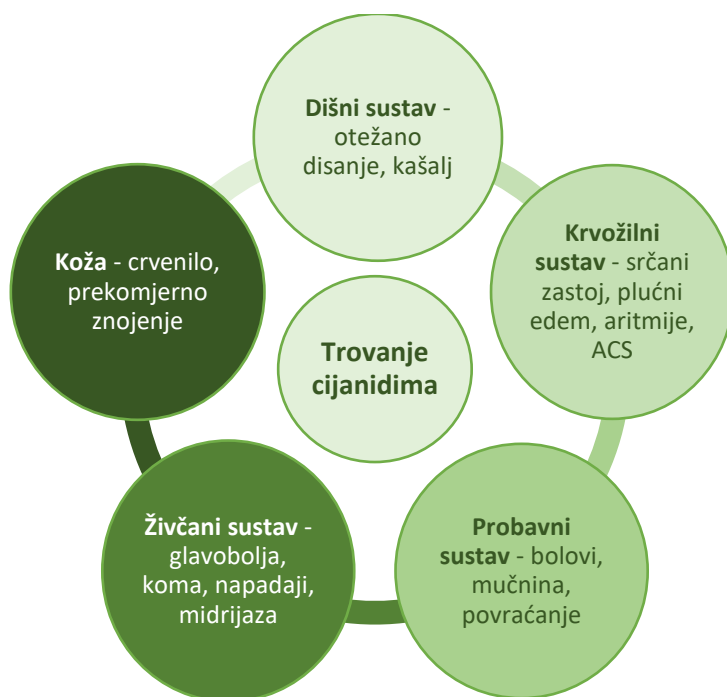 Dišni sustav -
otežano
disanje, kašalj
Krvožilni
sustav - srčani
zastoj, plućni
edem, aritmije,
ACS
Probavni
sustav - bolovi,
mučnina,
povraćanje
Živčani sustav -
glavobolja,
koma, napadaji,
midrijaza
Koža - crvenilo,
prekomjerno
znojenje
Trovanje
cijanidima